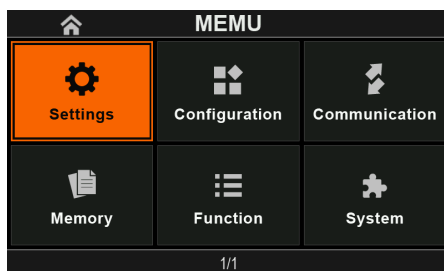 MEMU
Settings
Configuration
Communication
Memory
Function
System
1/1